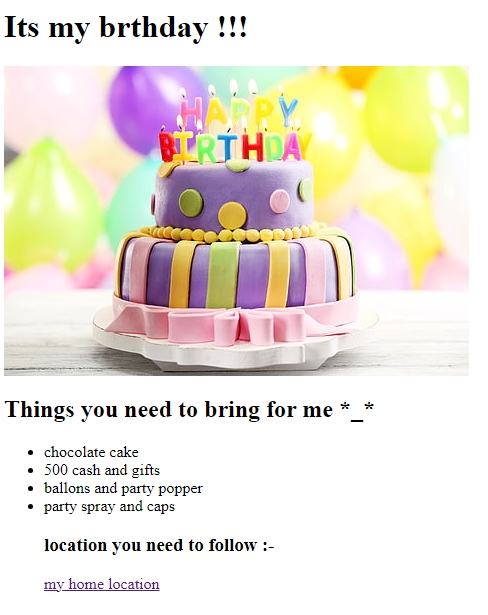 Its my brthday !!!
HAPPY
BIRTHDAY
Things you need to bring for me *_*
chocolate cake
500 cash and gifts
ballons and party popper
party spray and caps
location you need to follow :-
my home location